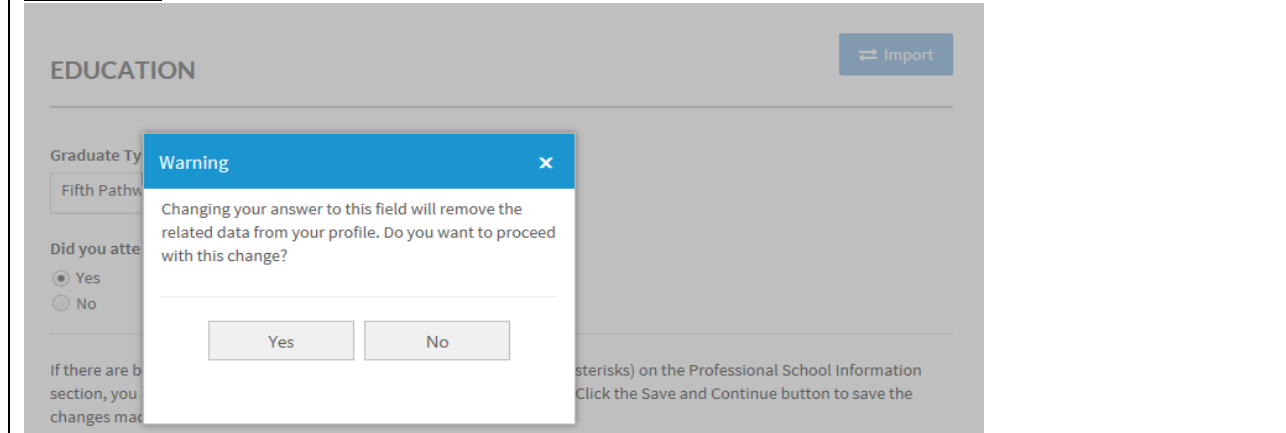 Import
EDUCATION
Graduate Ty
Warning
Fifth Pathw
Changing your answer to this field will remove the
related data from your profile. Do you want to proceed
with this change?
Did you atte
Yes
No
Yes No
If there are b sterisks) on the Professional School Information
section, you Click the Save and Continue button to save the
changes mad